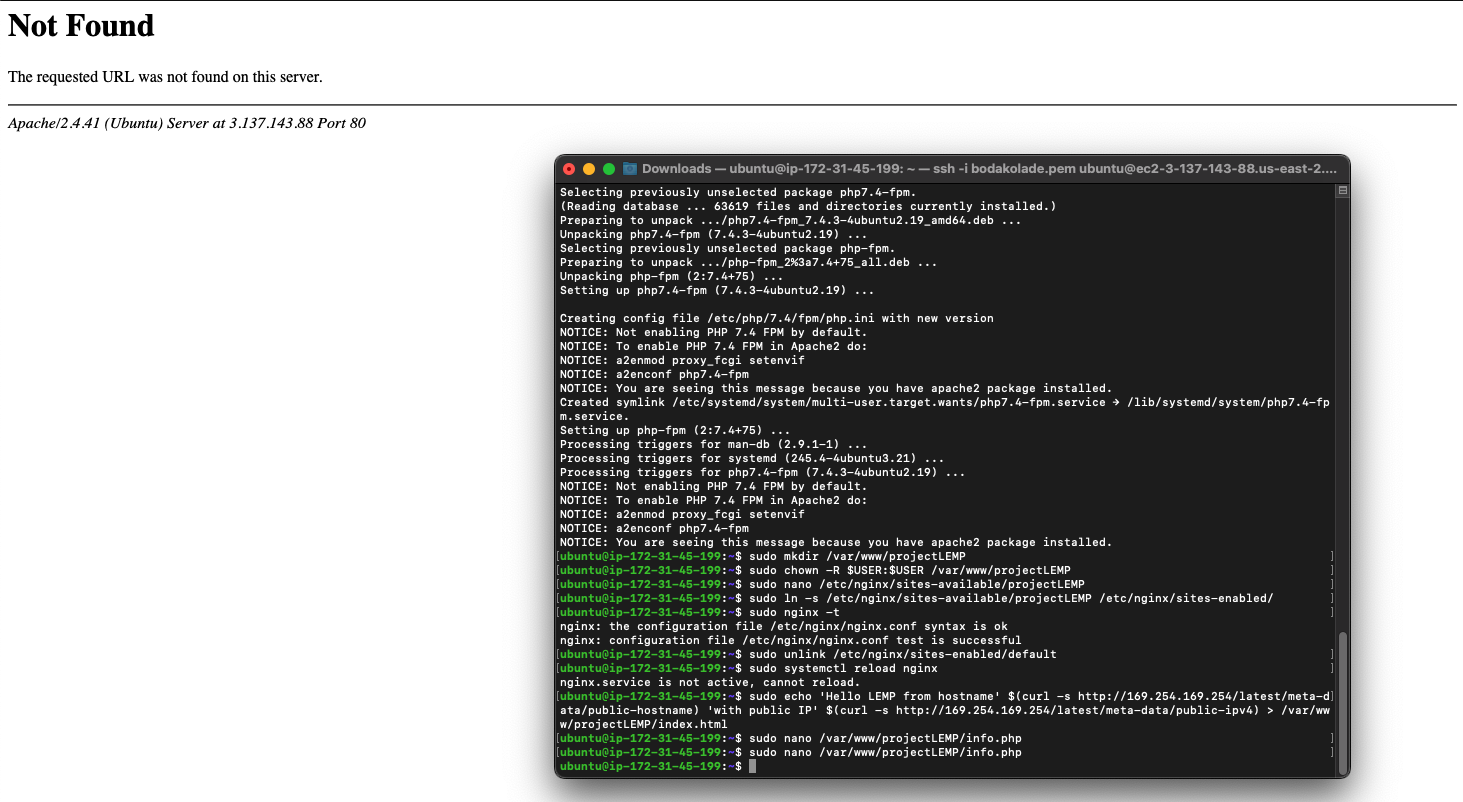 Not Found
The requested URL was not found on this server.
Apache/2.4.41 (Ubuntu) Server at 3.137.143.88 Port 80
Downloads — ubuntu@ip-172-31-45-199: ~ — ssh -i bodakolade.pem ubuntu@ec2-3-137-143-88.us-east-2....
Selecting previously unselected package php7.4-fpm.
(Reading database ... 63619 files and directories currently installed.)
Preparing to unpack .../php7.4-fpm_7.4.3-4ubuntu2.19_amd64.deb ...
Unpacking php7.4-fpm (7.4.3-4ubuntu2.19) ...
Selecting previously unselected package php-fpm.
Preparing to unpack .../php-fpm_2%3a7.4+75_all.deb ...
Unpacking php-fpm (2:7.4+75) ...
Setting up php7.4-fpm (7.4.3-4ubuntu2.19) ...
Creating config file /etc/php/7.4/fpm/php.ini with new version
NOTICE: Not enabling PHP 7.4 FPM by default.
NOTICE: To enable PHP 7.4 FPM in Apache2 do:
NOTICE: a2enmod proxy_fcgi setenvif
NOTICE: a2enconf php7.4-fpm
NOTICE: You are seeing this message because you have apache2 package installed.
Created symlink /etc/systemd/system/multi-user.target.wants/php7.4-fpm.service → /lib/systemd/system/php7.4-fp
m.service.
Setting up php-fpm (2:7.4+75) ...
Processing triggers for man-db (2.9.1-1) ...
Processing triggers for systemd (245.4-4ubuntu3.21) ...
Processing triggers for php7.4-fpm (7.4.3-4ubuntu2.19) ...
NOTICE: Not enabling PHP 7.4 FPM by default.
NOTICE: To enable PHP 7.4 FPM in Apache2 do:
NOTICE: a2enmod proxy_fcgi setenvif
NOTICE: a2enconf php7.4-fpm
NOTICE: You are seeing this message because you have apache2 package installed.
[ubuntu@ip-172-31-45-199:~$ sudo mkdir /var/www/projectLEMP ]
[ubuntu@ip-172-31-45-199:~$ sudo chown -R $USER:$USER /var/www/projectLEMP ]
[ubuntu@ip-172-31-45-199:~$ sudo nano /etc/nginx/sites-available/projectLEMP ]
[ubuntu@ip-172-31-45-199:~$ sudo ln -s /etc/nginx/sites-available/projectLEMP /etc/nginx/sites-enabled/ ]
[ubuntu@ip-172-31-45-199:~$ sudo nginx -t ]
nginx: the configuration file /etc/nginx/nginx.conf syntax is ok
nginx: configuration file /etc/nginx/nginx.conf test is successful
[ubuntu@ip-172-31-45-199:~$ sudo unlink /etc/nginx/sites-enabled/default ]
[ubuntu@ip-172-31-45-199:~$ sudo systemctl reload nginx ]
nginx.service is not active, cannot reload.
[ubuntu@ip-172-31-45-199:~$ sudo echo 'Hello LEMP from hostname' $(curl -s http://169.254.169.254/latest/meta-d]
ata/public-hostname) 'with public IP' $(curl -s http://169.254.169.254/latest/meta-data/public-ipv4) > /var/ww
w/projectLEMP/index.html
[ubuntu@ip-172-31-45-199:~$ sudo nano /var/www/projectLEMP/info.php ]
[ubuntu@ip-172-31-45-199:~$ sudo nano /var/www/projectLEMP/info.php ]
ubuntu@ip-172-31-45-199:~$